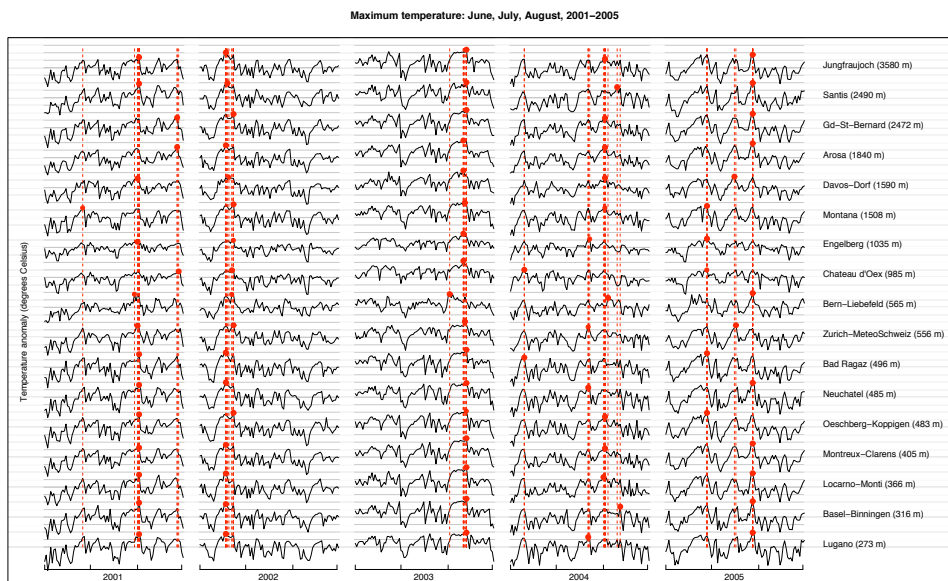 Maximum temperature: June, July, August, 2001–2005
Temperature anomaly (degrees Celsius)
Jungfraujoch (3580 m)
Santis (2490 m)
Gd–St–Bernard (2472 m)
Arosa (1840 m)
Davos–Dorf (1590 m)
Montana (1508 m)
Engelberg (1035 m)
Chateau d'Oex (985 m)
Bern–Liebefeld (565 m)
Zurich–MeteoSchweiz (556 m)
Bad Ragaz (496 m)
Neuchatel (485 m)
Oeschberg–Koppigen (483 m)
Montreux–Clarens (405 m)
Locarno–Monti (366 m)
Basel–Binningen (316 m)
Lugano (273 m)
2001 2002 2003 2004 2005